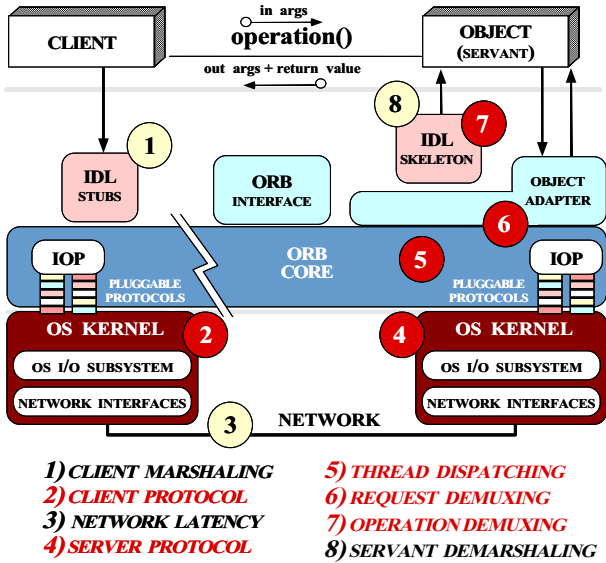 in args
CLIENT
operation()
OBJECT
(SERVANT)
out args + return value
8
7
1
IDL
STUBS
ORB
INTERFACE
IDL
SKELETON
OBJECT
ADAPTER
6
ORB
CORE
5
IOP
IOP
PLUGGABLE
PROTOCOLS
PLUGGABLE
PROTOCOLS
OS KERNEL
2
4
OS KERNEL
OS I/O SUBSYSTEM
OS I/O SUBSYSTEM
NETWORK INTERFACES
NETWORK INTERFACES
3
NETWORK
1) CLIENT MARSHALING
2) CLIENT PROTOCOL
3) NETWORK LATENCY
4) SERVER PROTOCOL
5) THREAD DISPATCHING
6) REQUEST DEMUXING
7) OPERATION DEMUXING
8) SERVANT DEMARSHALING